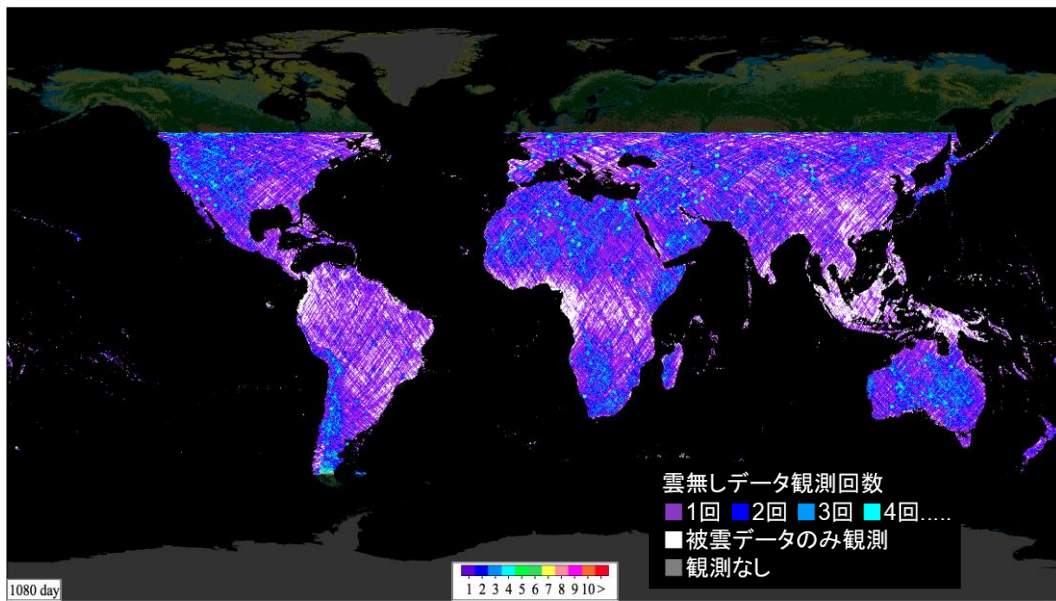 雲無しデータ観測回数
1回 2回 3回 4回.....
被雲データのみ観測
観測なし
1080 day
1 2 3 4 5 6 7 8 9 10 >